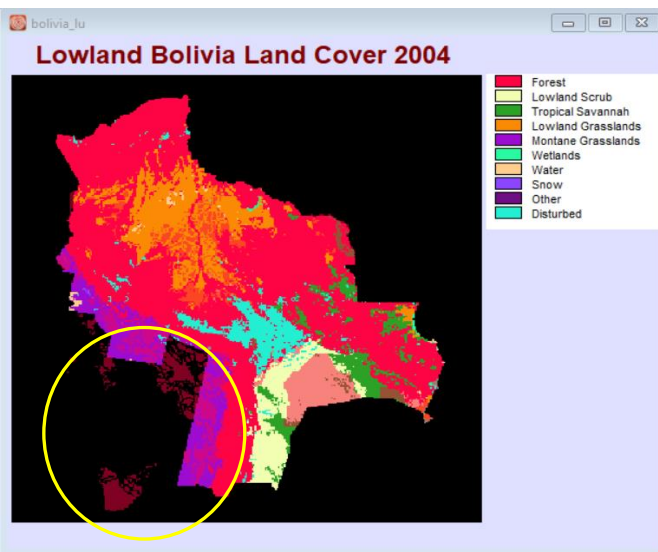 bolivia_lu
Lowland Bolivia Land Cover 2004
Forest
Lowland Scrub
Tropical Savannah
Lowland Grasslands
Montane Grasslands
Wetlands
Water
Snow
Other
Disturbed